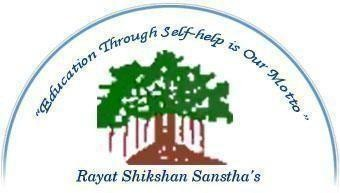 "Education Through Self-help is Our Motto"
Rayat Shikshan Sanstha's